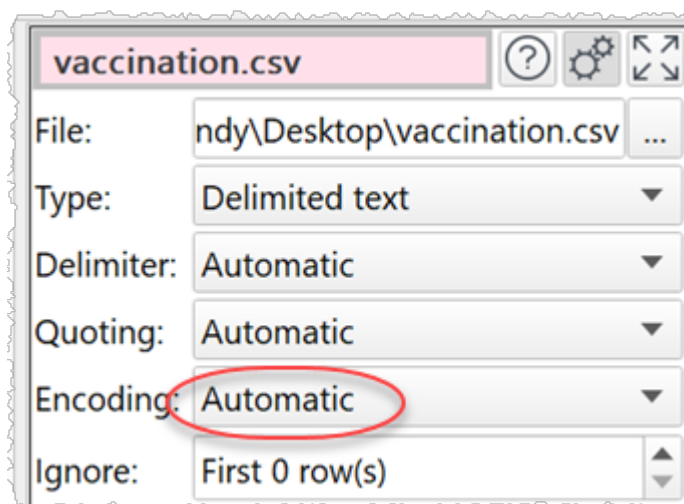 vaccination.csv
File: ndy\Desktop\vaccination.csv ...
Type: Delimited text
Delimiter: Automatic
Quoting: Automatic
Encoding: Automatic
Ignore: First 0 row(s)